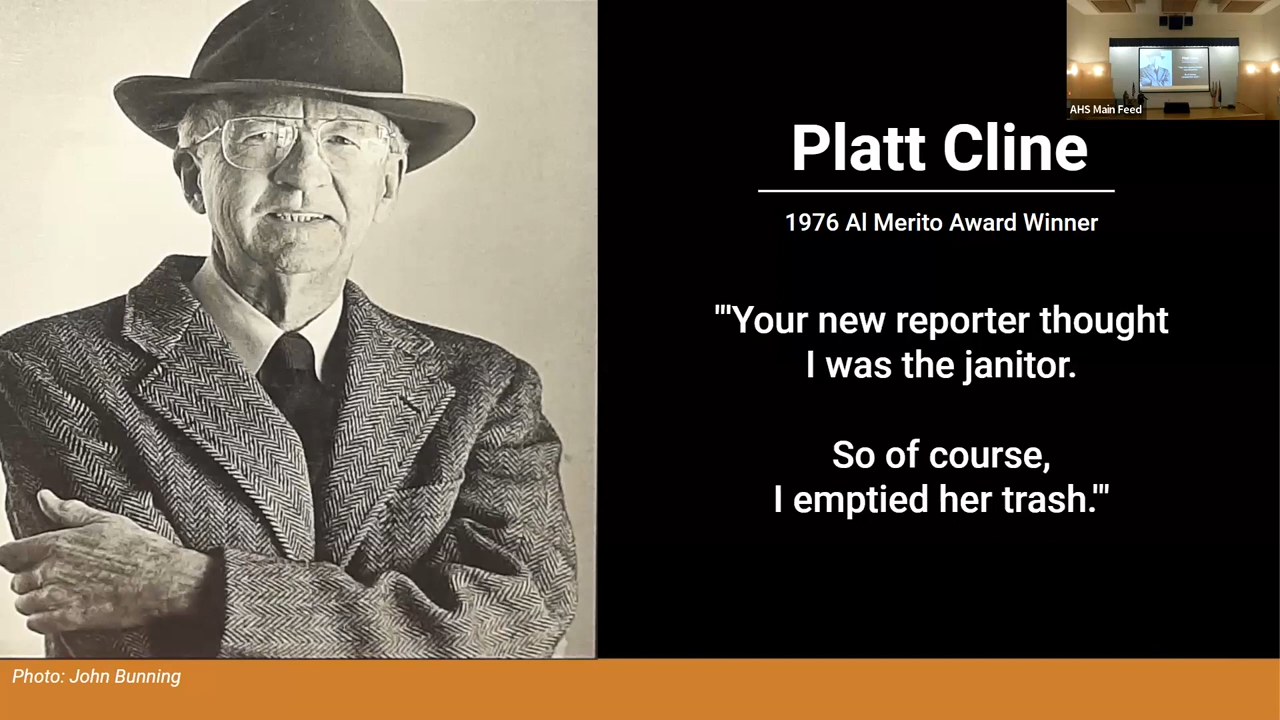 AHS Main Feed
Platt Cline
1976 Al Merito Award Winner
"'Your new reporter thought
I was the janitor.
So of course,
I emptied her trash.'"
Photo: John Bunning